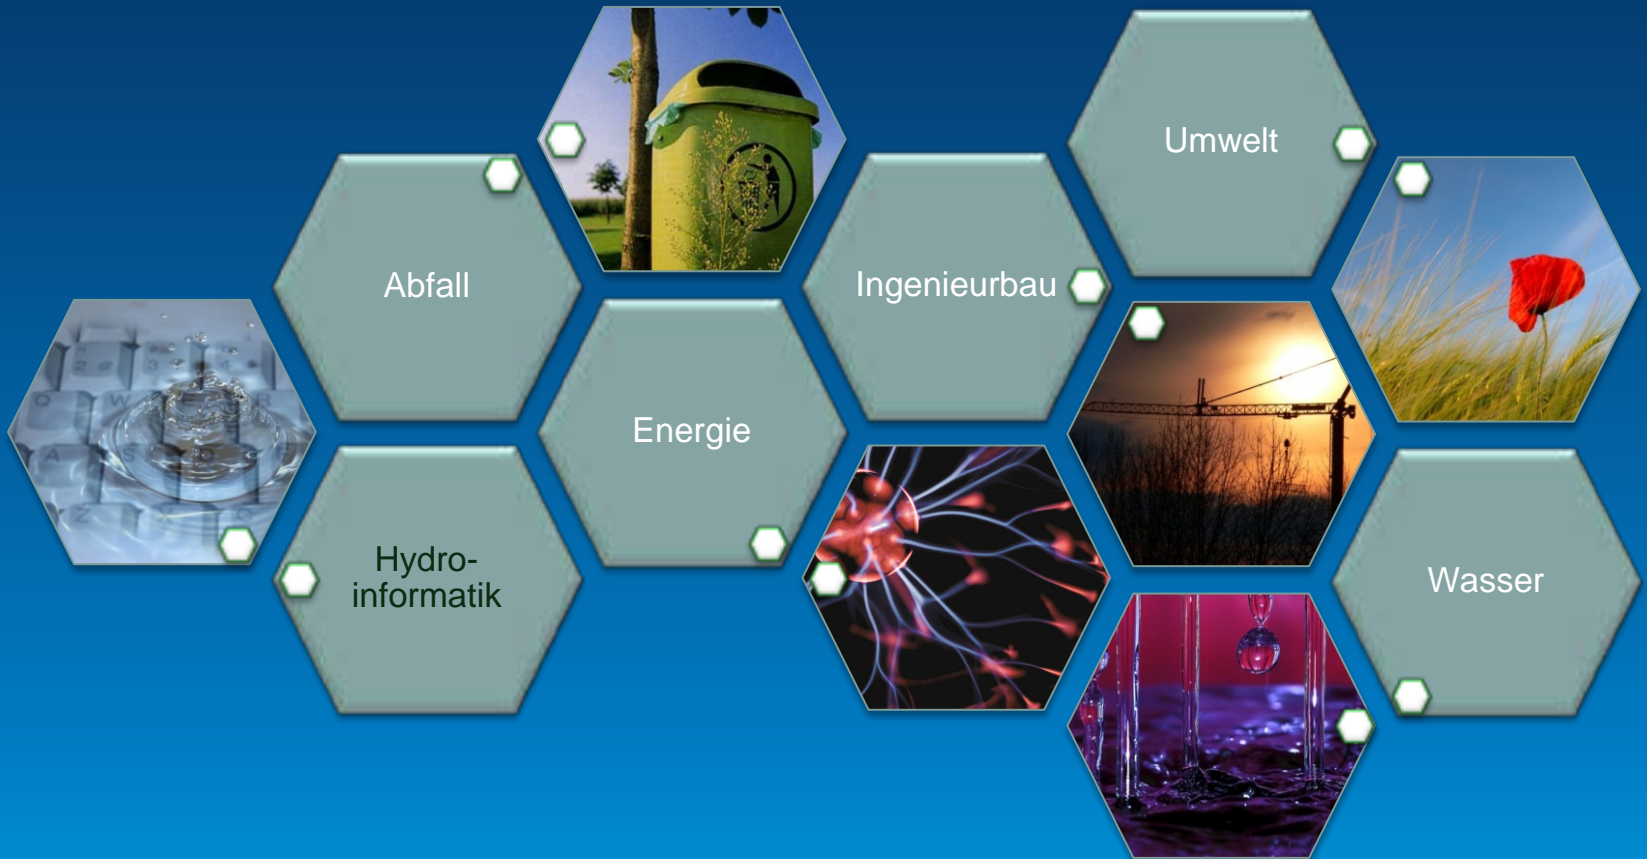 Umwelt
Abfall
Ingenieurbau
Energie
Hydro-
informatik
Wasser